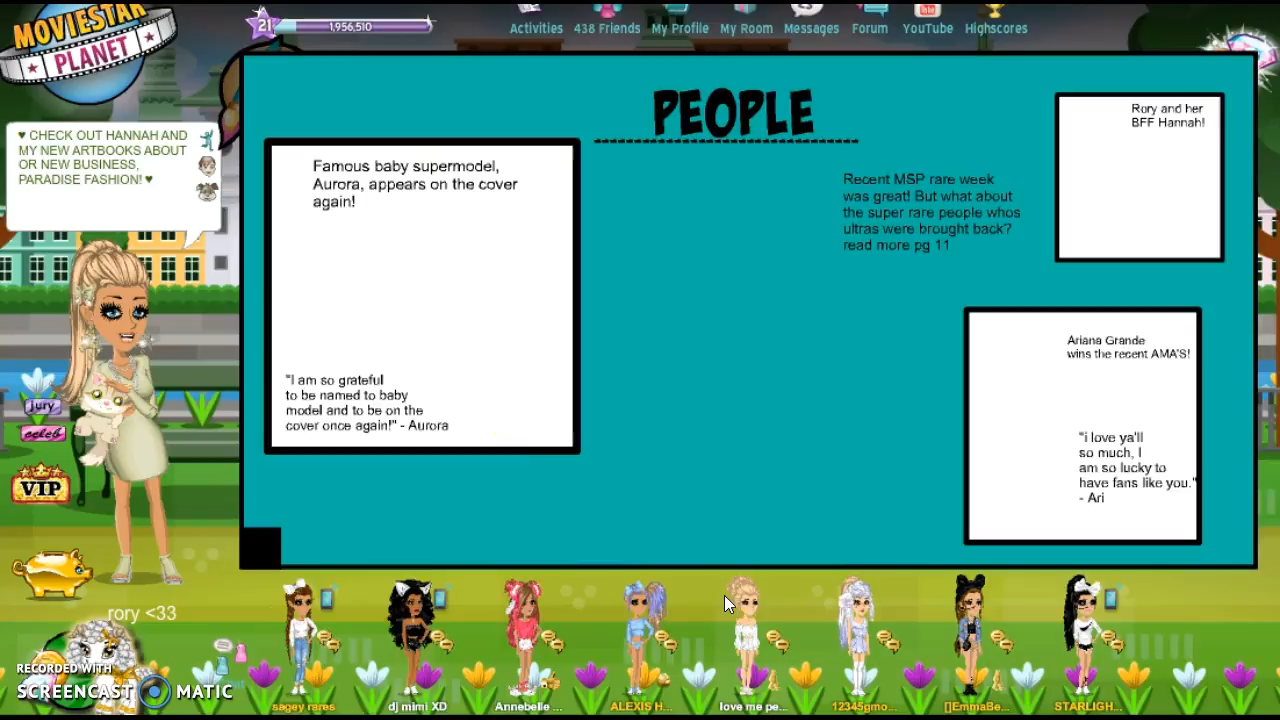 MOVIESTAR
PLANET
21
1,956,510
Activities
438 Friends
My Profile
My Room
Messages
Forum
YouTube
Highscores
♥ CHECK OUT HANNAH AND
MY NEW ARTBOOKS ABOUT
OR NEW BUSINESS,
PARADISE FASHION! ♥
PEOPLE
Famous baby supermodel,
Aurora, appears on the cover
again!
"I am so grateful
to be named to baby
model and to be on the
cover once again!" - Aurora
Recent MSP rare week
was great! But what about
the super rare people whos
ultras were brought back?
read more pg 11
Rory and her
BFF Hannah!
Ariana Grande
wins the recent AMA'S!
"i love ya'll
so much, I
am so lucky to
have fans like you."
- Ari
jury
celeb
VIP
rory <33
RECORDED WITH
SCREENCAST MATIC
sagey rares
dj mimi XD
Annebelle ...
ALEXIS H...
love me pe...
12345gmo...
[]EmmaBe...
STARLIGH...